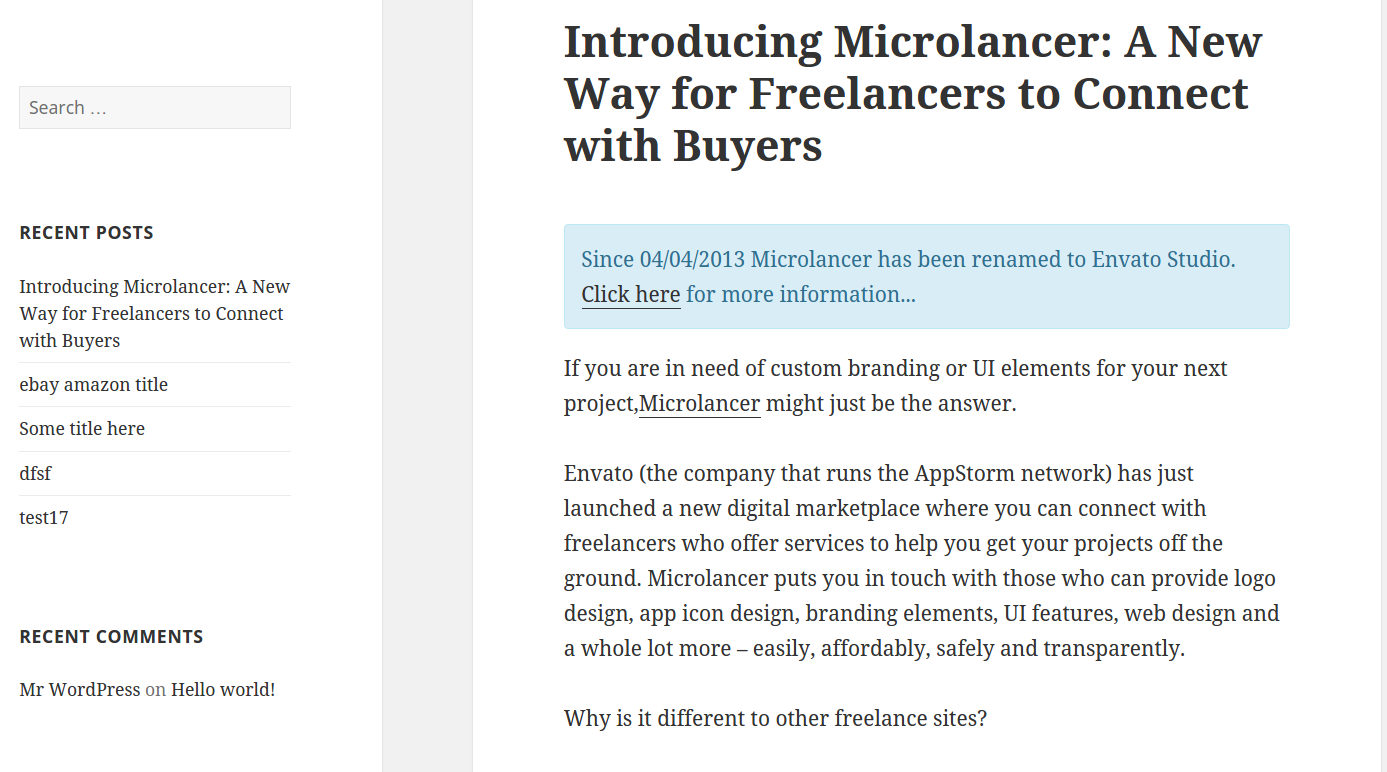 Search …
RECENT POSTS
Introducing Microlancer: A New
Way for Freelancers to Connect
with Buyers
ebay amazon title
Some title here
dfsf
test17
RECENT COMMENTS
Mr WordPress on Hello world!
Introducing Microlancer: A New
Way for Freelancers to Connect
with Buyers
Since 04/04/2013 Microlancer has been renamed to Envato Studio.
Click here for more information...
If you are in need of custom branding or UI elements for your next
project,Microlancer might just be the answer.
Envato (the company that runs the AppStorm network) has just
launched a new digital marketplace where you can connect with
freelancers who offer services to help you get your projects off the
ground. Microlancer puts you in touch with those who can provide logo
design, app icon design, branding elements, UI features, web design and
a whole lot more – easily, affordably, safely and transparently.
Why is it different to other freelance sites?